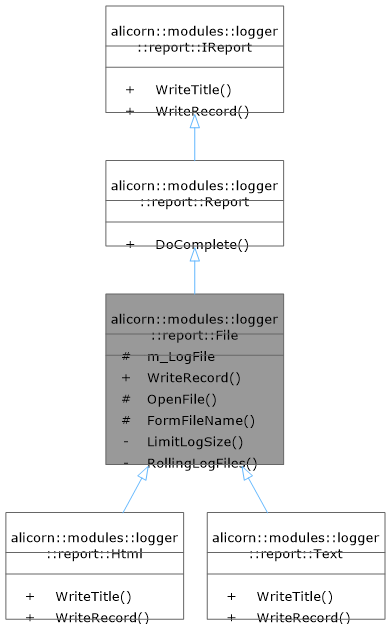 alicorn::modules::logger
::report::IReport
+ WriteTitle()
+ WriteRecord()
alicorn::modules::logger
::report::Report
+ DoComplete()
alicorn::modules::logger
::report::File
# m_LogFile
+ WriteRecord()
# OpenFile()
# FormFileName()
- LimitLogSize()
- RollingLogFiles()
alicorn::modules::logger
::report::Html
+ WriteTitle()
+ WriteRecord()
alicorn::modules::logger
::report::Text
+ WriteTitle()
+ WriteRecord()